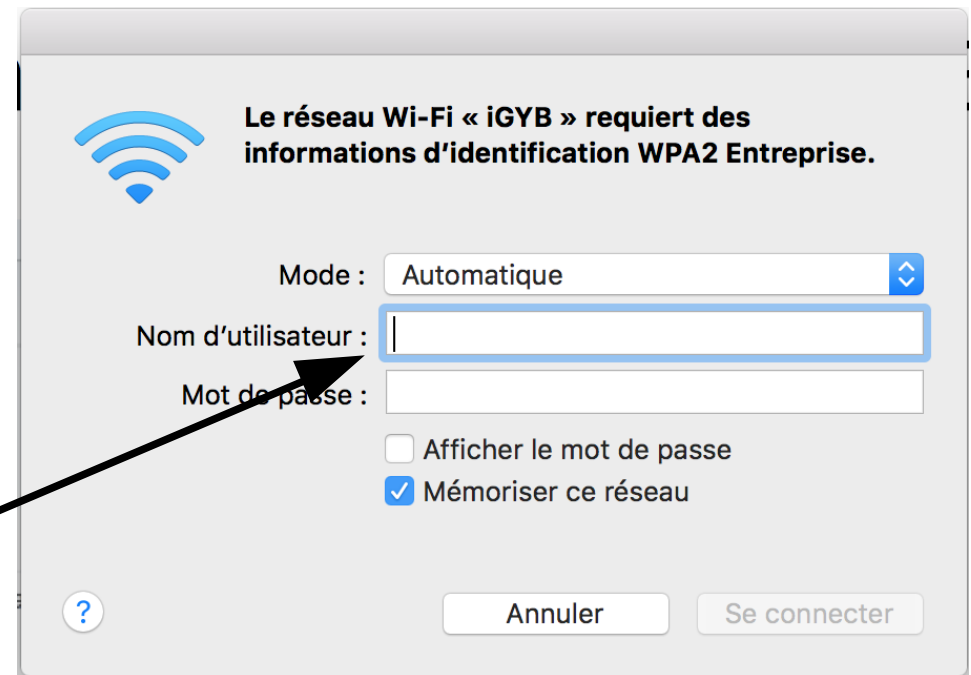 Le réseau Wi-Fi « iGYB » requiert des
informations d’identification WPA2 Entreprise.
Mode : Automatique
Nom d’utilisateur :
Mot de passe :
Afficher le mot de passe
Mémoriser ce réseau
? Annuler Se connecter